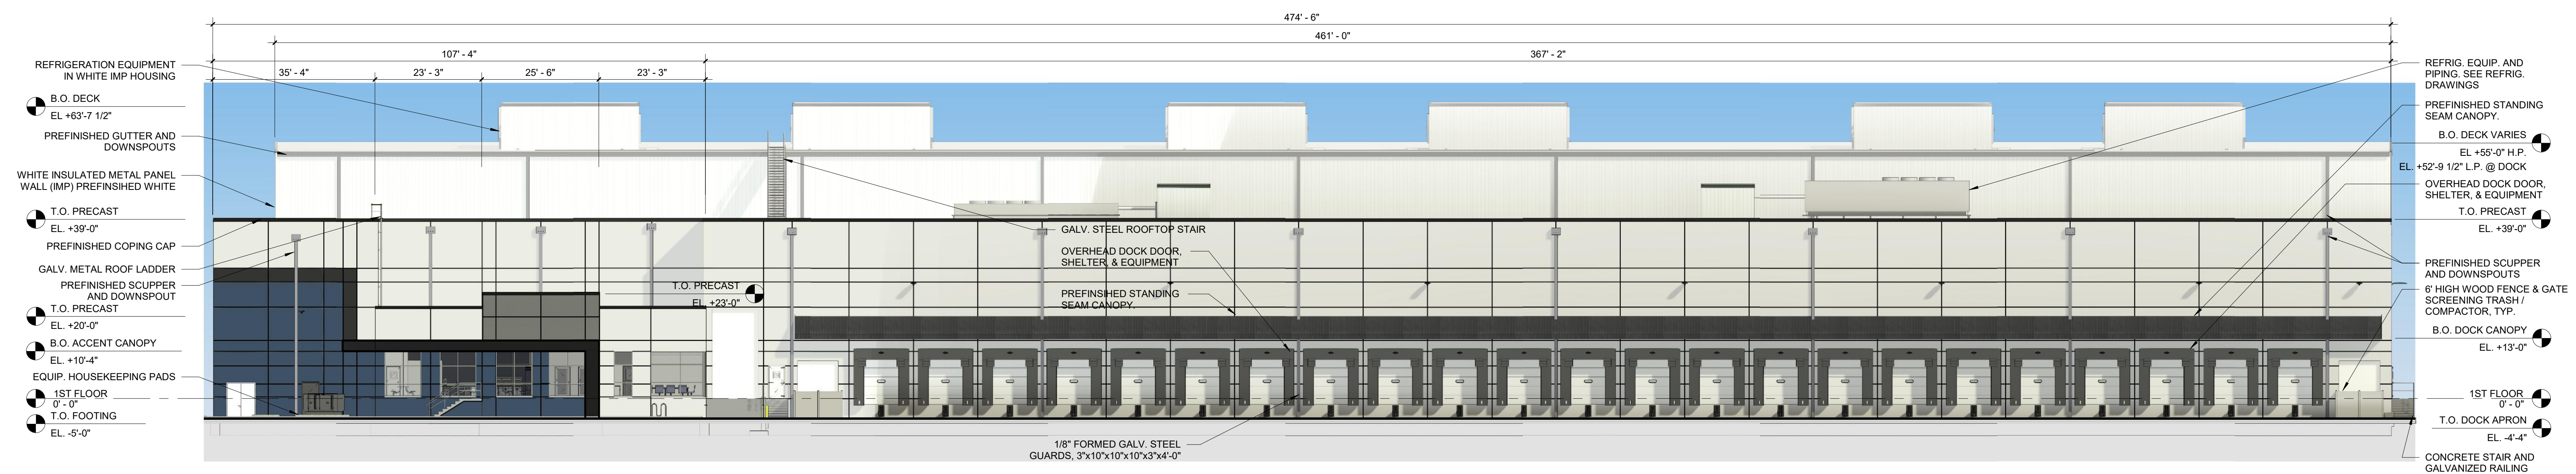 474' - 6"
461' - 0"
107' - 4"
367' - 2"
35' - 4"
23' - 3"
25' - 6"
23' - 3"
REFRIGERATION EQUIPMENT
IN WHITE IMP HOUSING
B.O. DECK
EL +63'-7 1/2"
PREFINISHED GUTTER AND
DOWNSPOUTS
WHITE INSULATED METAL PANEL
WALL (IMP) PREFINSIHED WHITE
T.O. PRECAST
EL. +39'-0"
PREFINISHED COPING CAP
GALV. METAL ROOF LADDER
PREFINISHED SCUPPER
AND DOWNSPOUT
T.O. PRECAST
EL. +20'-0"
B.O. ACCENT CANOPY
EL. +10'-4"
EQUIP. HOUSEKEEPING PADS
1ST FLOOR
0' - 0"
T.O. FOOTING
EL. -5'-0"
T.O. PRECAST
EL. +23'-0"
GALV. STEEL ROOFTOP STAIR
OVERHEAD DOCK DOOR,
SHELTER, & EQUIPMENT
PREFINSIHED STANDING
SEAM CANOPY.
1/8" FORMED GALV. STEEL
GUARDS, 3"x10"x10"x10"x3"x4'-0"
REFRIG. EQUIP. AND
PIPING. SEE REFRIG.
DRAWINGS
PREFINISHED STANDING
SEAM CANOPY.
B.O. DECK VARIES
EL +55'-0" H.P.
EL. +52'-9 1/2" L.P. @ DOCK
OVERHEAD DOCK DOOR,
SHELTER, & EQUIPMENT
T.O. PRECAST
EL. +39'-0"
PREFINISHED SCUPPER
AND DOWNSPOUTS
6' HIGH WOOD FENCE & GATE
SCREENING TRASH /
COMPACTOR, TYP.
B.O. DOCK CANOPY
EL. +13'-0"
1ST FLOOR
0' - 0"
T.O. DOCK APRON
EL. -4'-4"
CONCRETE STAIR AND
GALVANIZED RAILING